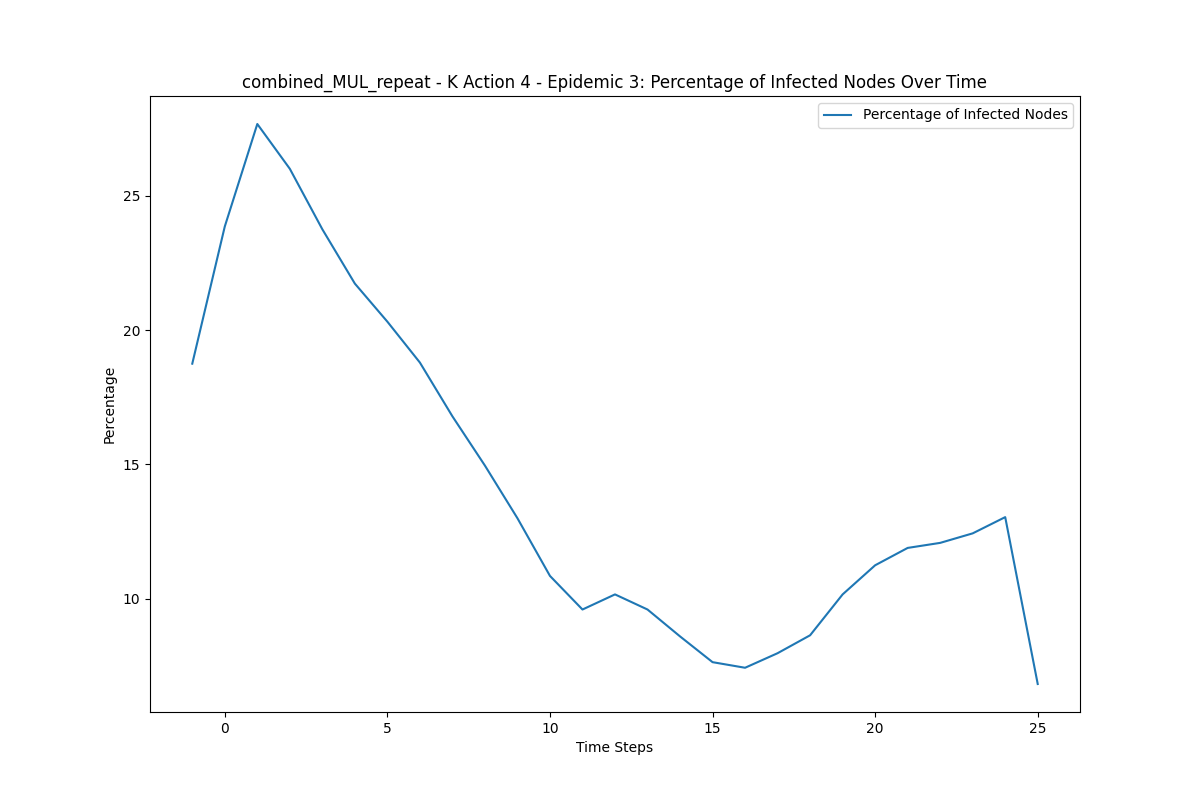 combined_MUL_repeat - K Action 4 - Epidemic 3: Percentage of Infected Nodes Over Time
Percentage of Infected Nodes
25
20
15
10
Percentage
0 5 10 15 20 25
Time Steps